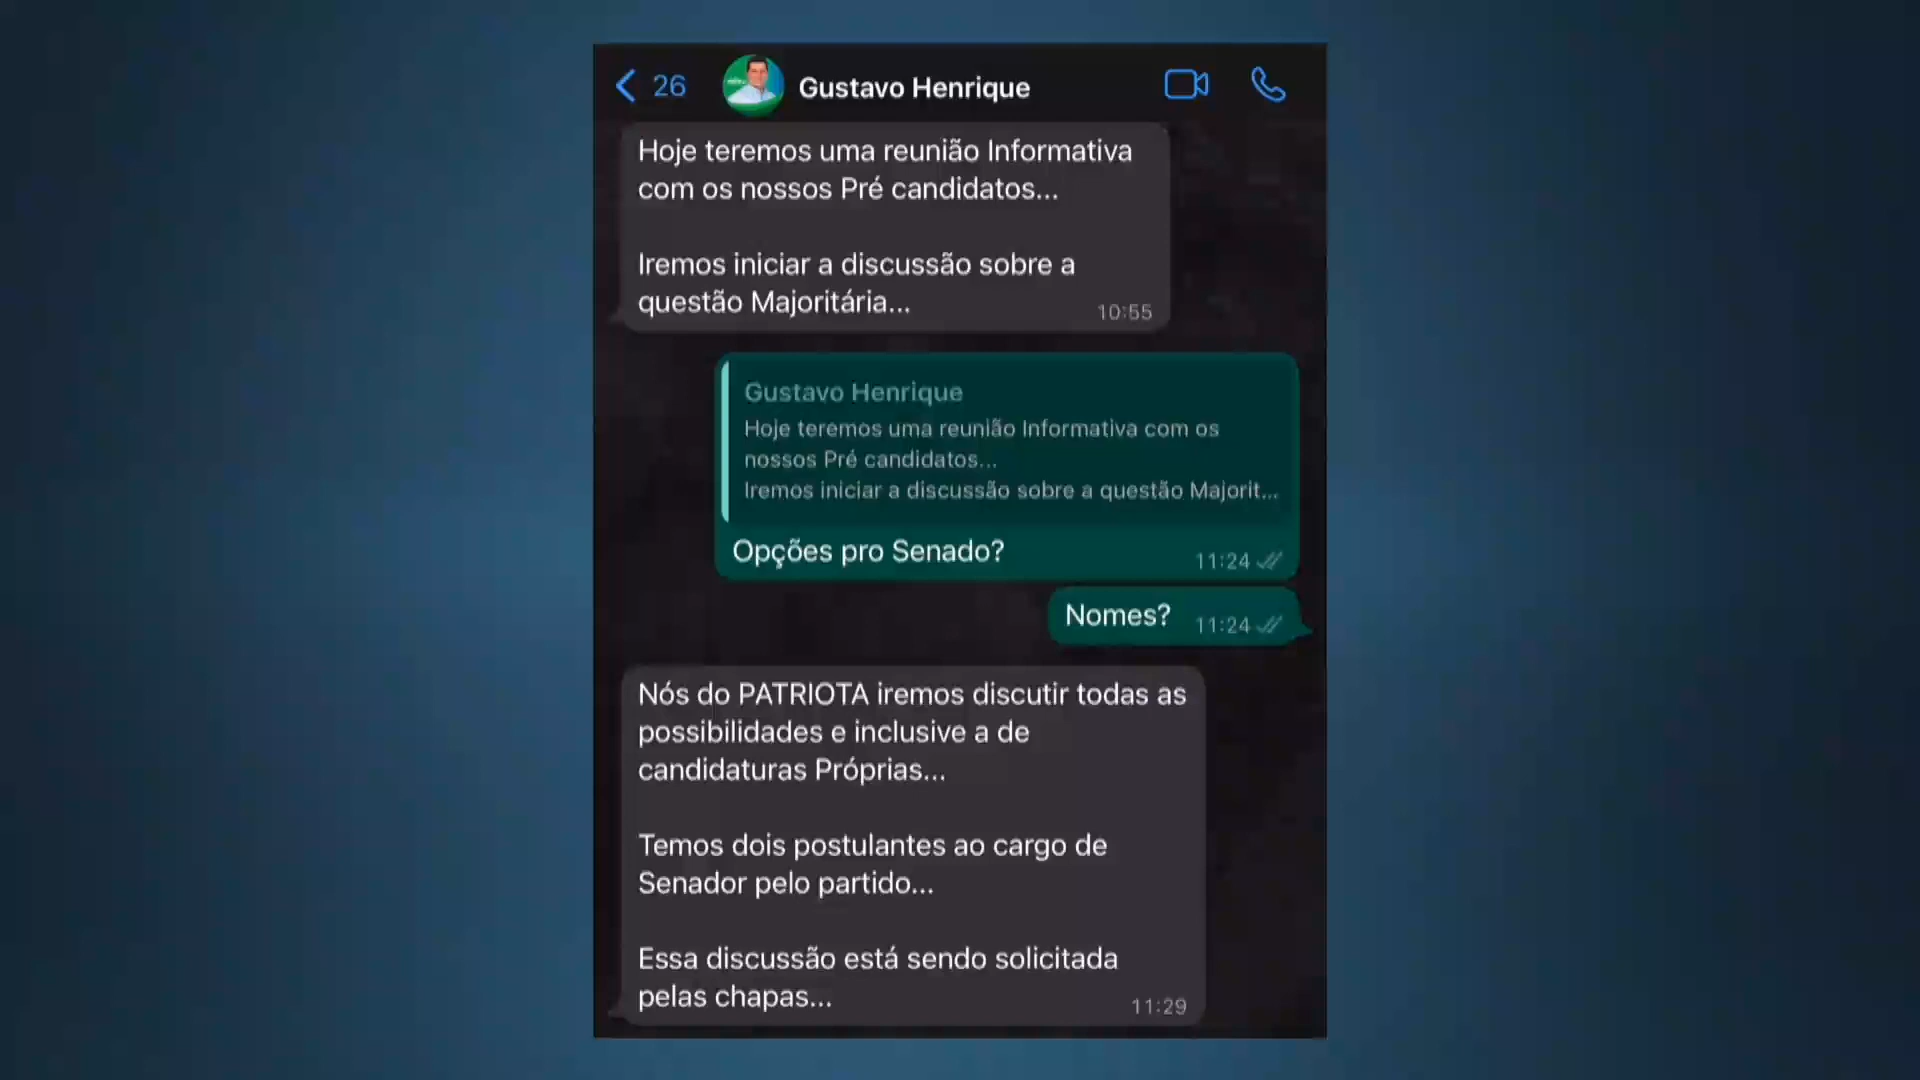 26
Gustavo Henrique
Hoje teremos uma reunião Informativa
com os nossos Pré candidatos...
Iremos iniciar a discussão sobre a
questão Majoritária...
10:55
Gustavo Henrique
Hoje teremos uma reunião Informativa com os
nossos Pré candidatos...
Iremos iniciar a discussão sobre a questão Majorit...
Opções pro Senado?
11:24
Nomes?
11:24
Nós do PATRIOTA iremos discutir todas as
possibilidades e inclusive a de
candidaturas Próprias...
Temos dois postulantes ao cargo de
Senador pelo partido...
Essa discussão está sendo solicitada
pelas chapas...
11:29